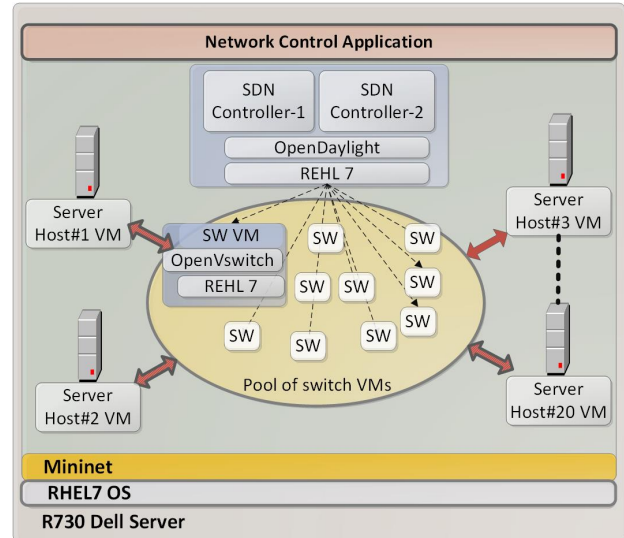 Network Control Application
SDN
Controller-1
SDN
Controller-2
OpenDaylight
REHL 7
Server
Host#1 VM
Server
Host#3 VM
SW VM
OpenVswitch
REHL 7
SW
SW
SW
SW
SW
SW
SW
SW
SW
Pool of switch VMs
Server
Host#2 VM
Server
Host#20 VM
Mininet
RHEL7 OS
R730 Dell Server